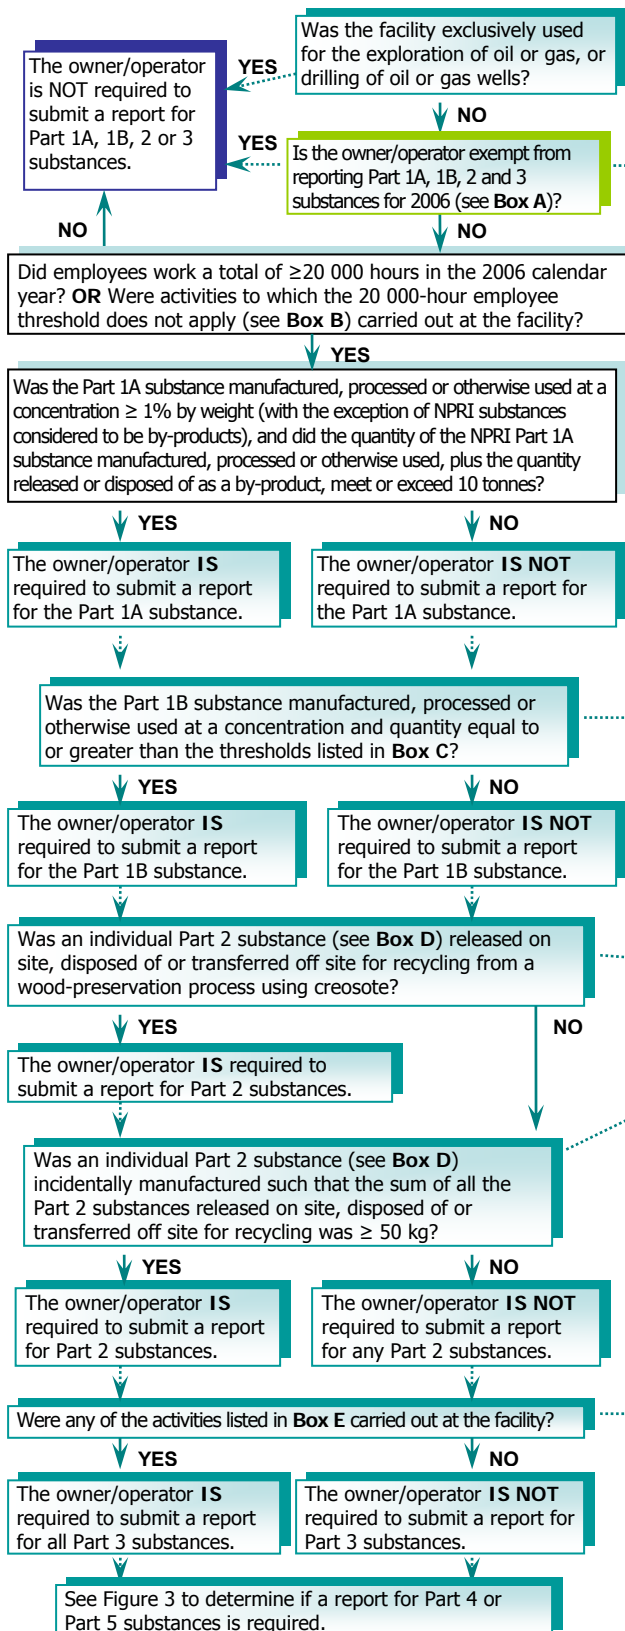 Was the facility exclusively used
for the exploration of oil or gas, or
drilling of oil or gas wells?
The owner/operator
is NOT required to
submit a report for
Part 1A, 1B, 2 or 3
substances.
YES
NO
YES
Is the owner/operator exempt from
reporting Part 1A, 1B, 2 and 3
substances for 2006 (see Box A)?
NO
NO
Did employees work a total of ≥20 000 hours in the 2006 calendar
year? OR Were activities to which the 20 000-hour employee
threshold does not apply (see Box B) carried out at the facility?
YES
Was the Part 1A substance manufactured, processed or otherwise used at a
concentration ≥ 1% by weight (with the exception of NPRI substances
considered to be by-products), and did the quantity of the NPRI Part 1A
substance manufactured, processed or otherwise used, plus the quantity
released or disposed of as a by-product, meet or exceed 10 tonnes?
YES
NO
The owner/operator IS
required to submit a report
for the Part 1A substance.
The owner/operator IS NOT
required to submit a report for
the Part 1A substance.
Was the Part 1B substance manufactured, processed or
otherwise used at a concentration and quantity equal to
or greater than the thresholds listed in Box C?
YES
NO
The owner/operator IS
required to submit a report
for the Part 1B substance.
The owner/operator IS NOT
required to submit a report
for the Part 1B substance.
Was an individual Part 2 substance (see Box D) released on
site, disposed of or transferred off site for recycling from a
wood-preservation process using creosote?
YES
NO
The owner/operator IS required to
submit a report for Part 2 substances.
Was an individual Part 2 substance (see Box D)
incidentally manufactured such that the sum of all the
Part 2 substances released on site, disposed of or
transferred off site for recycling was ≥ 50 kg?
YES
NO
The owner/operator IS
required to submit a report
for Part 2 substances.
The owner/operator IS NOT
required to submit a report
for any Part 2 substances.
Were any of the activities listed in Box E carried out at the facility?
YES
NO
The owner/operator IS
required to submit a report
for all Part 3 substances.
The owner/operator IS NOT
required to submit a report for
Part 3 substances.
See Figure 3 to determine if a report for Part 4 or
Part 5 substances is required.